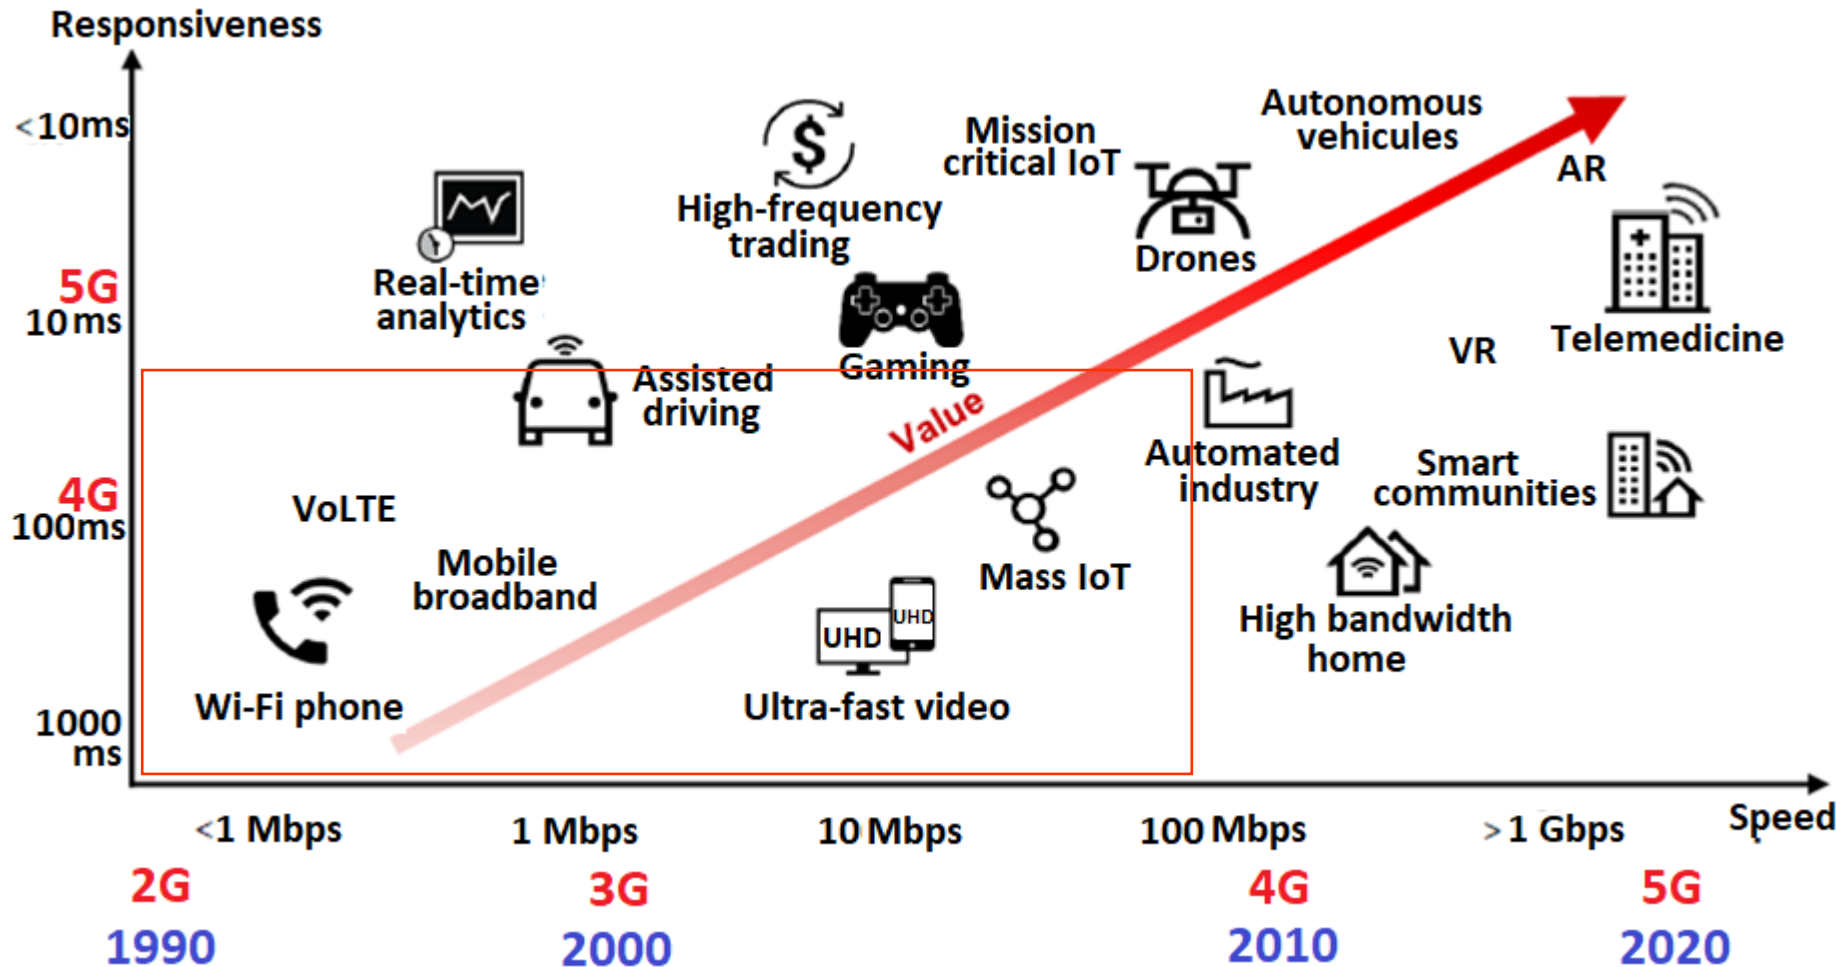 Responsiveness
<10ms
5G
10ms
4G
100ms
1000
ms
Autonomous
vehicules
Mission
critical IoT
AR
$
High-frequency
trading
Drones
Real-time
analytics
Gaming
VR
Telemedicine
Assisted
driving
Value
Automated
industry
Smart
communities
VoLTE
Mobile
broadband
Mass IoT
UHD
UHD
High bandwidth
home
Wi-Fi phone
Ultra-fast video
<1 Mbps
1 Mbps
10 Mbps
100 Mbps
>1 Gbps
Speed
2G
3G
4G
5G
1990
2000
2010
2020